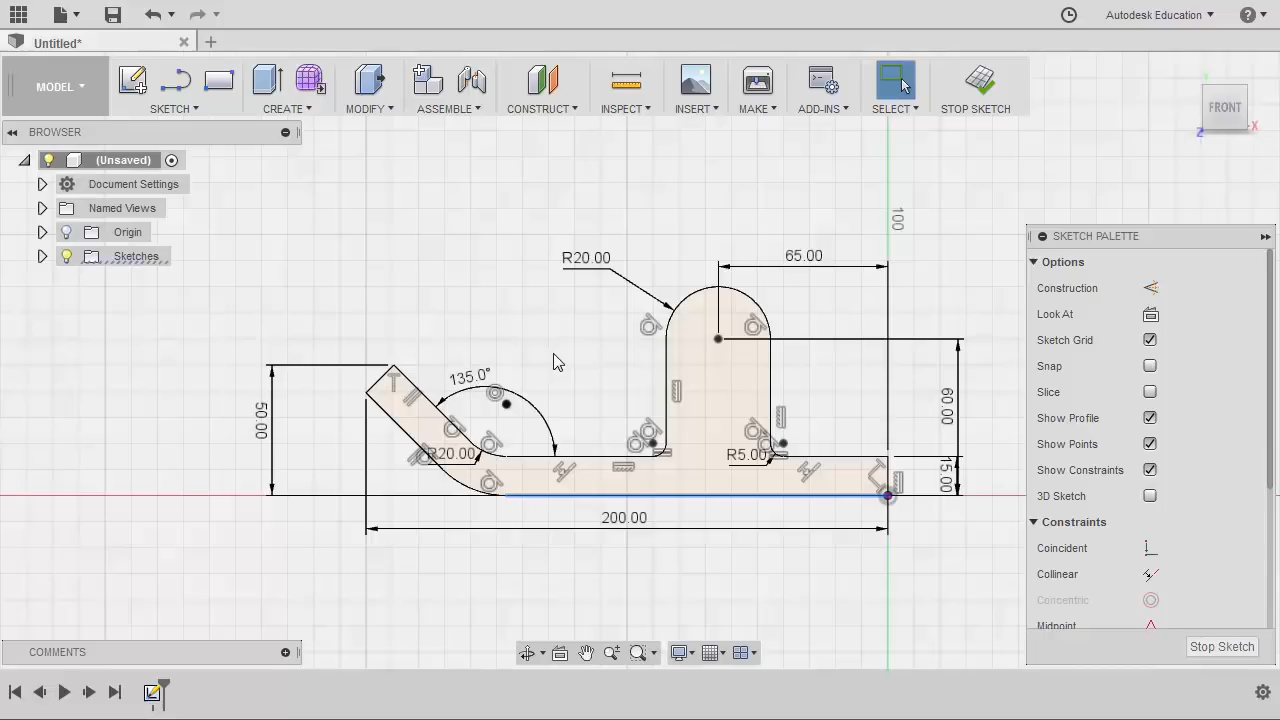 Autodesk Education
Untitled*
MODEL
SKETCH
CREATE
MODIFY
ASSEMBLE
CONSTRUCT
INSPECT
INSERT
MAKE
ADD-INS
SELECT
STOP SKETCH
FRONT
X
Z
BROWSER
(Unsaved)
Document Settings
Named Views
Origin
Sketches
100
R20.00
65.00
135.0°
50.00
R20.00
R5.00
60.00
15.00
200.00
SKETCH PALETTE
Options
Construction
Look At
Sketch Grid
Snap
Slice
Show Profile
Show Points
Show Constraints
3D Sketch
Constraints
Coincident
Collinear
Concentric
Midpoint
Stop Sketch
COMMENTS